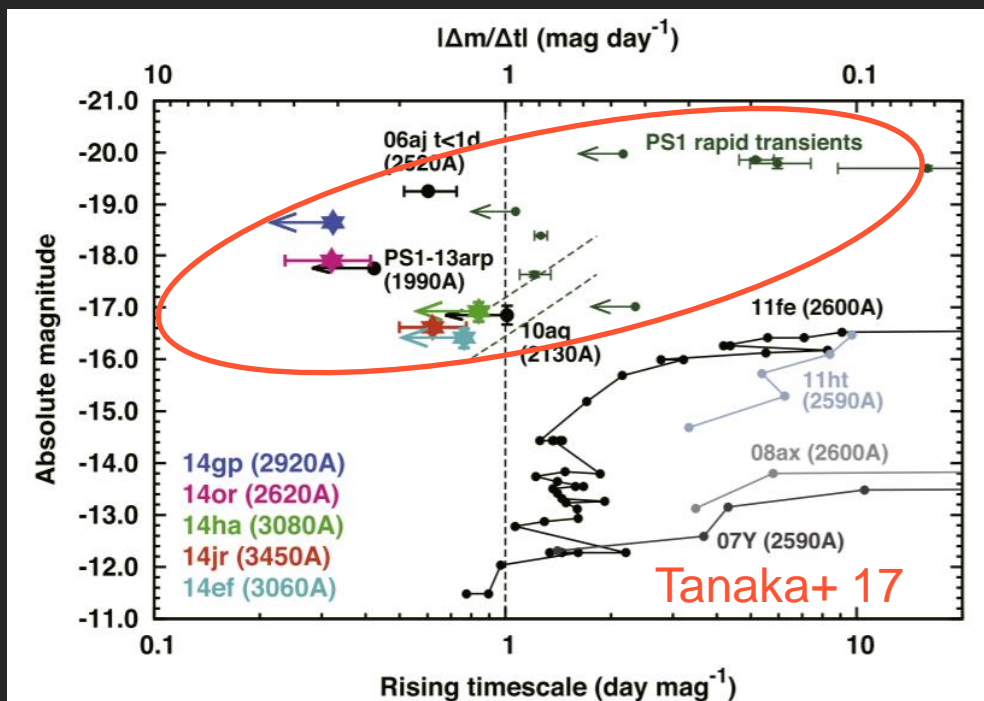 |Δm/Δt| (mag day⁻¹)
10 1 0.1
-21.0
-20.0
-19.0
-18.0
-17.0
-16.0
-15.0
-14.0
-13.0
-12.0
-11.0
Absolute magnitude
06aj t<1d
(2520A)
PS1 rapid transients
PS1-13arp
(1990A)
10aq
(2130A)
11fe (2600A)
11ht
(2590A)
08ax (2600A)
07Y (2590A)
14gp (2920A)
14or (2620A)
14ha (3080A)
14jr (3450A)
14ef (3060A)
Tanaka+ 17
0.1 1 10
Rising timescale (day mag⁻¹)